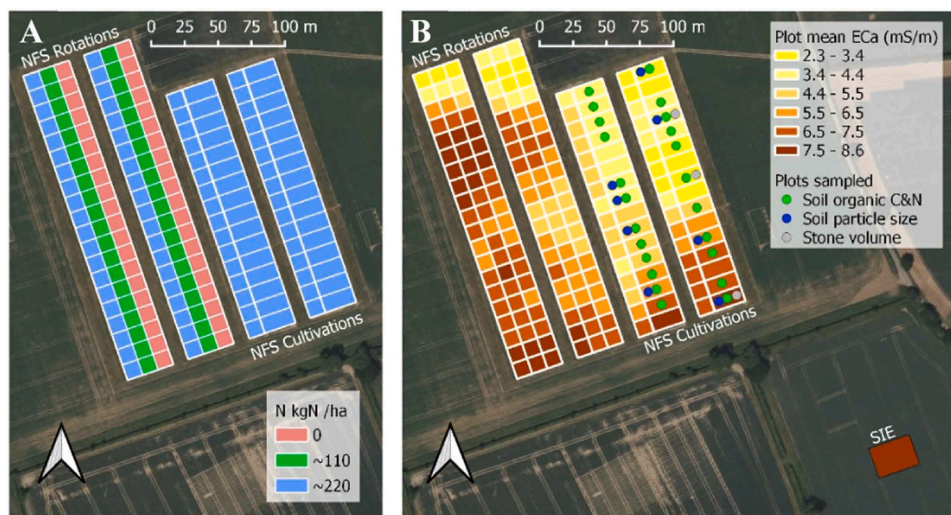 A
NFS Rotations
0 25 50 75 100 m
NFS Cultivations
N kgN /ha
0
~110
~220
B
NFS Rotations
0 25 50 75 100 m
NFS Cultivations
SIE
Plot mean ECa (mS/m)
2.3 - 3.4
3.4 - 4.4
4.4 - 5.5
5.5 - 6.5
6.5 - 7.5
7.5 - 8.6
Plots sampled
Soil organic C&N
Soil particle size
Stone volume